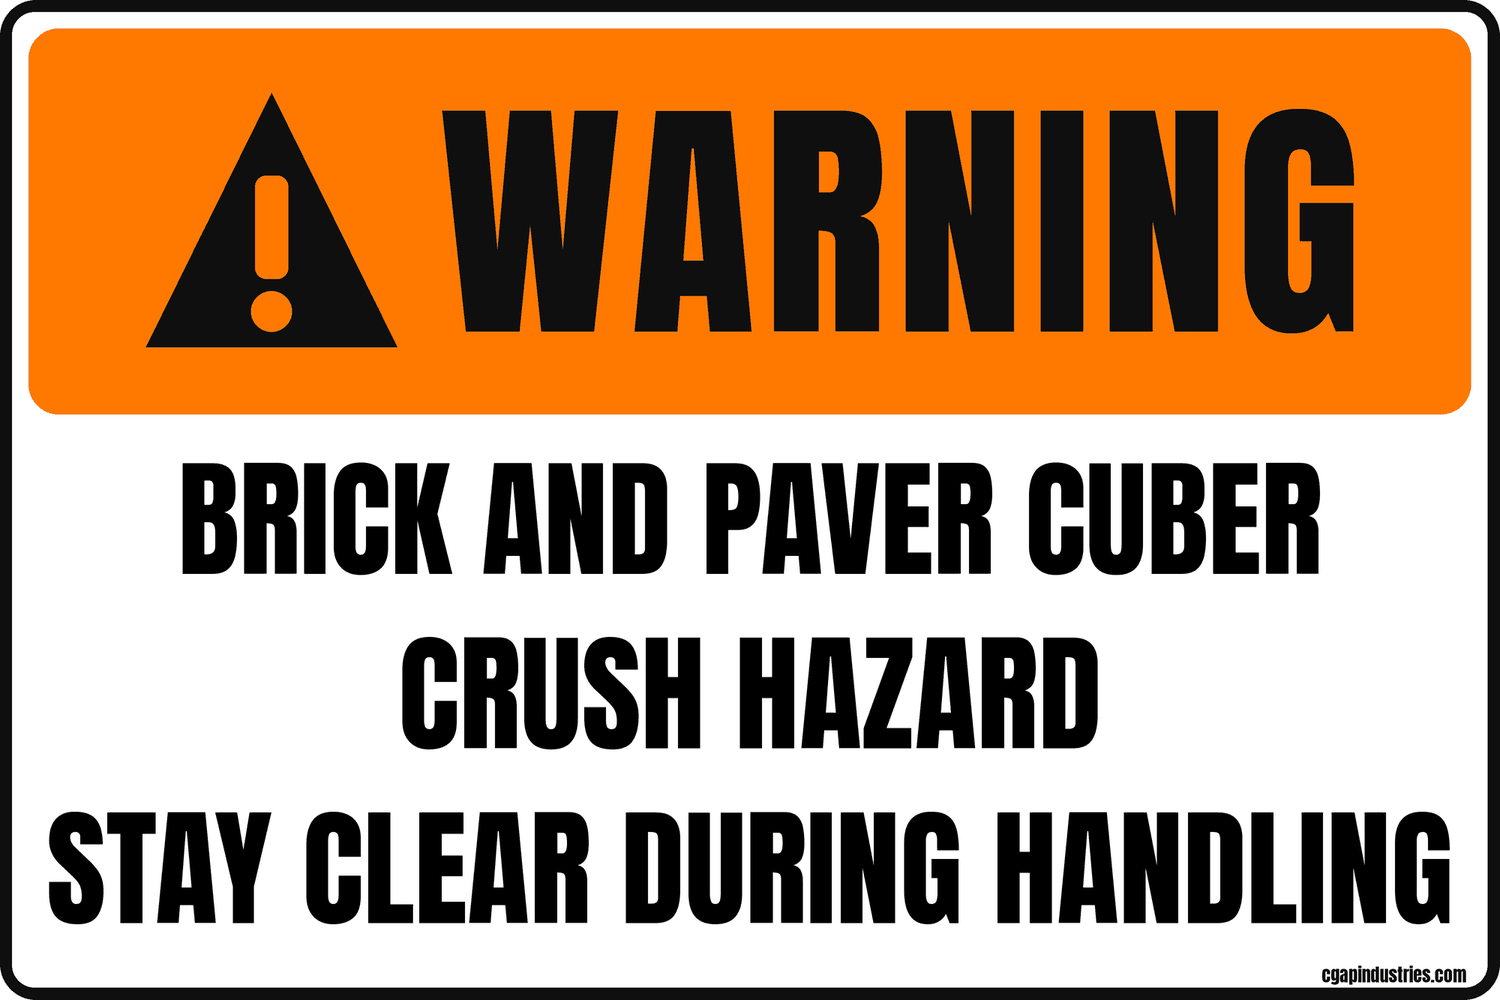 WARNING
BRICK AND PAVER CUBER
CRUSH HAZARD
STAY CLEAR DURING HANDLING
cgapindustries.com